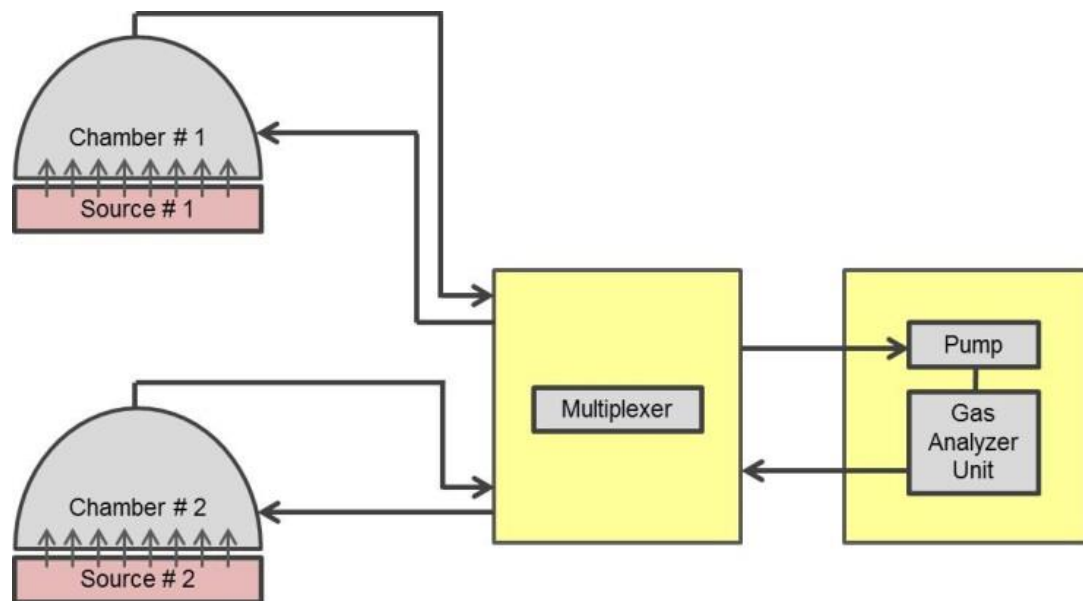 Chamber # 1
Source # 1
Multiplexer
Pump
Gas
Analyzer
Unit
Chamber # 2
Source # 2